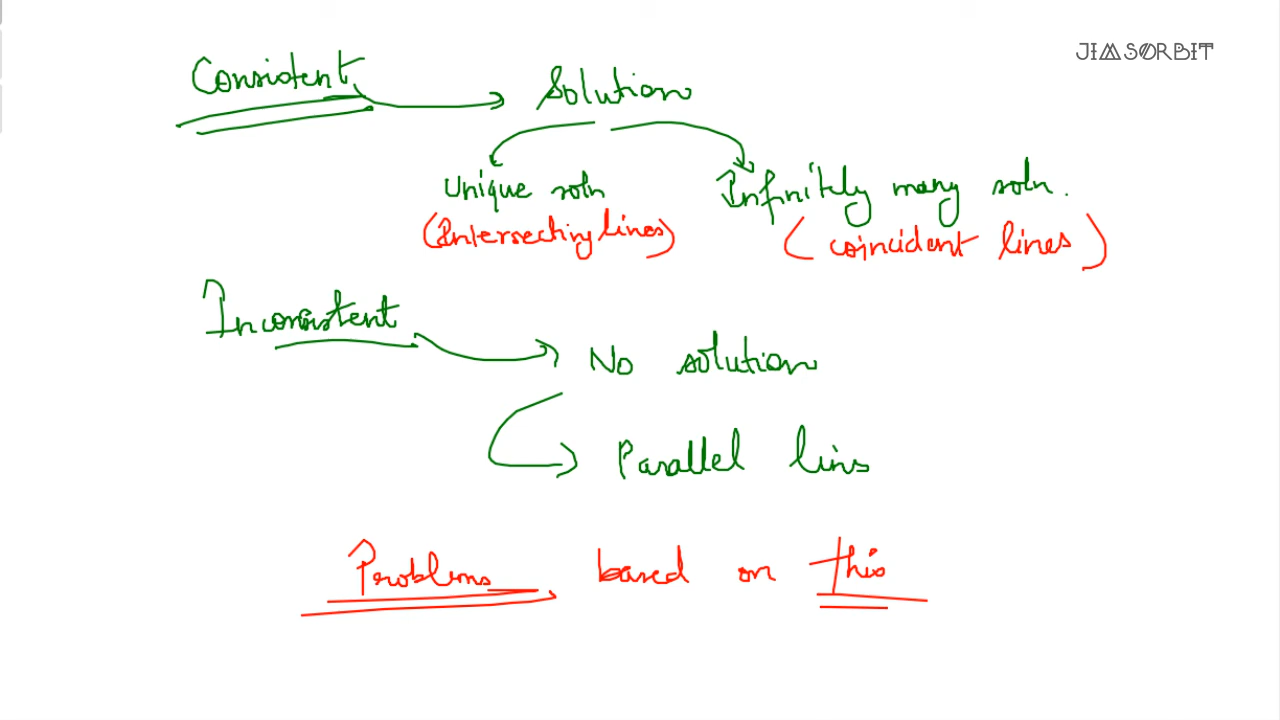 JIMSORBIT
Consistent → Solution
Unique soln
(Intersecting lines)
Infinitely many soln.
(coincident lines)
Inconsistent → No solution
→ Parallel lins
Problems based on this